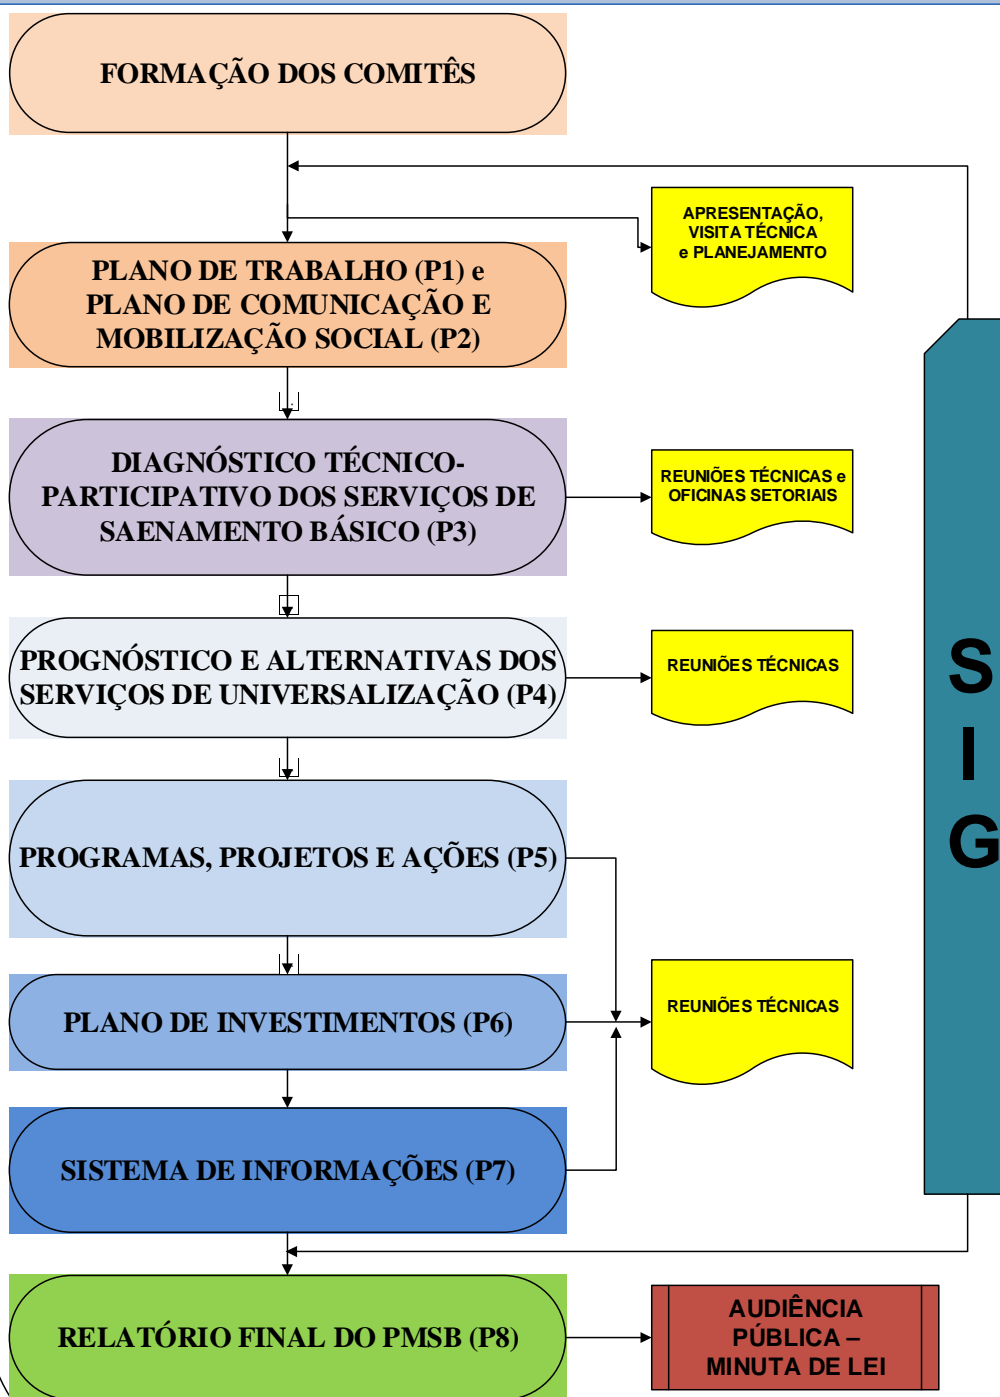 FORMAÇÃO DOS COMITÊS
APRESENTAÇÃO,
VISITA TÉCNICA
e PLANEJAMENTO
PLANO DE TRABALHO (P1) e
PLANO DE COMUNICAÇÃO E
MOBILIZAÇÃO SOCIAL (P2)
DIAGNÓSTICO TÉCNICO-
PARTICIPATIVO DOS SERVIÇOS DE
SAENAMENTO BÁSICO (P3)
REUNIÕES TÉCNICAS e
OFICINAS SETORIAIS
PROGNÓSTICO E ALTERNATIVAS DOS
SERVIÇOS DE UNIVERSALIZAÇÃO (P4)
REUNIÕES TÉCNICAS
S
I
G
PROGRAMAS, PROJETOS E AÇÕES (P5)
PLANO DE INVESTIMENTOS (P6)
REUNIÕES TÉCNICAS
SISTEMA DE INFORMAÇÕES (P7)
RELATÓRIO FINAL DO PMSB (P8)
AUDIÊNCIA
PÚBLICA –
MINUTA DE LEI